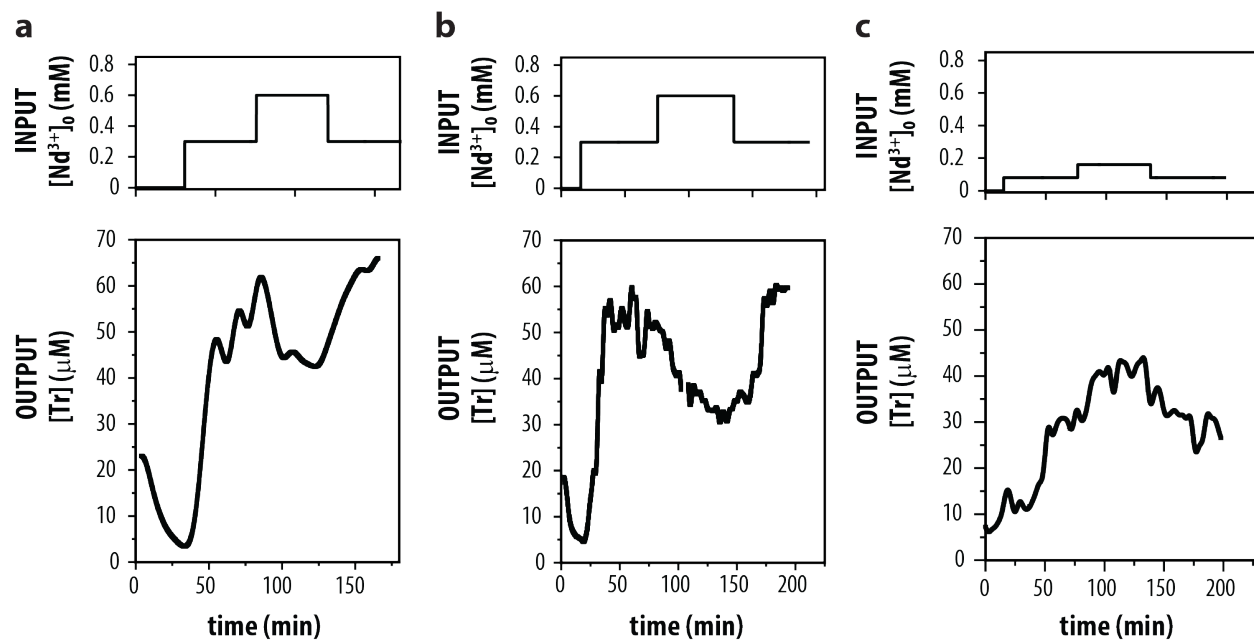 a
INPUT
[Nd³⁺]₀ (mM)
0.8
0.6
0.4
0.2
0
OUTPUT
[Tr] (μM)
70
60
50
40
30
20
10
0
0 50 100 150
time (min)
b
INPUT
[Nd³⁺]₀ (mM)
0.8
0.6
0.4
0.2
0
OUTPUT
[Tr] (μM)
70
60
50
40
30
20
10
0
0 50 100 150 200
time (min)
c
INPUT
[Nd³⁺]₀ (mM)
0.8
0.6
0.4
0.2
0
OUTPUT
[Tr] (μM)
70
60
50
40
30
20
10
0
0 50 100 150 200
time (min)